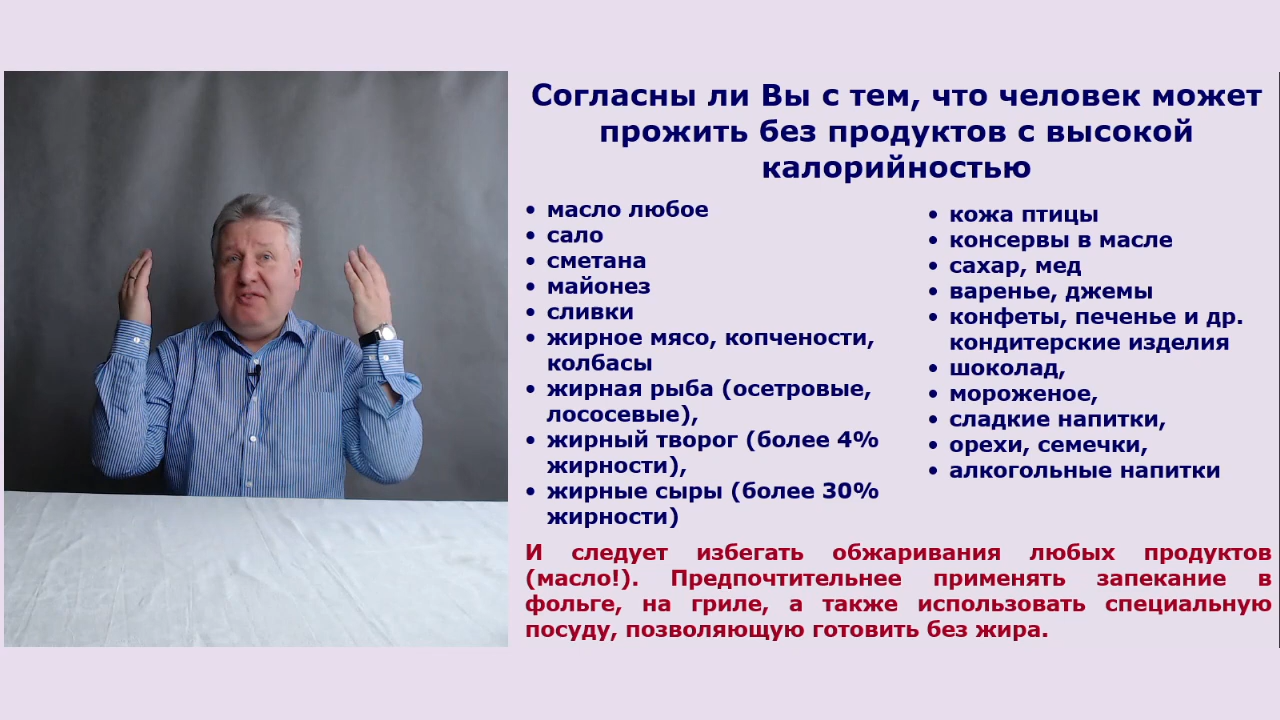 Согласны ли Вы с тем, что человек может
прожить без продуктов с высокой
калорийностью
• масло любое
• сало
• сметана
• майонез
• сливки
• жирное мясо, копчености,
колбасы
• жирная рыба (осетровые,
лососевые),
• жирный творог (более 4%
жирности),
• жирные сыры (более 30%
жирности)
• кожа птицы
• консервы в масле
• сахар, мед
• варенье, джемы
• конфеты, печенье и др.
кондитерские изделия
• шоколад,
• мороженое,
• сладкие напитки,
• орехи, семечки,
• алкогольные напитки
И следует избегать обжаривания любых продуктов
(масло!). Предпочтительнее применять запекание в
фольге, на гриле, а также использовать специальную
посуду, позволяющую готовить без жира.